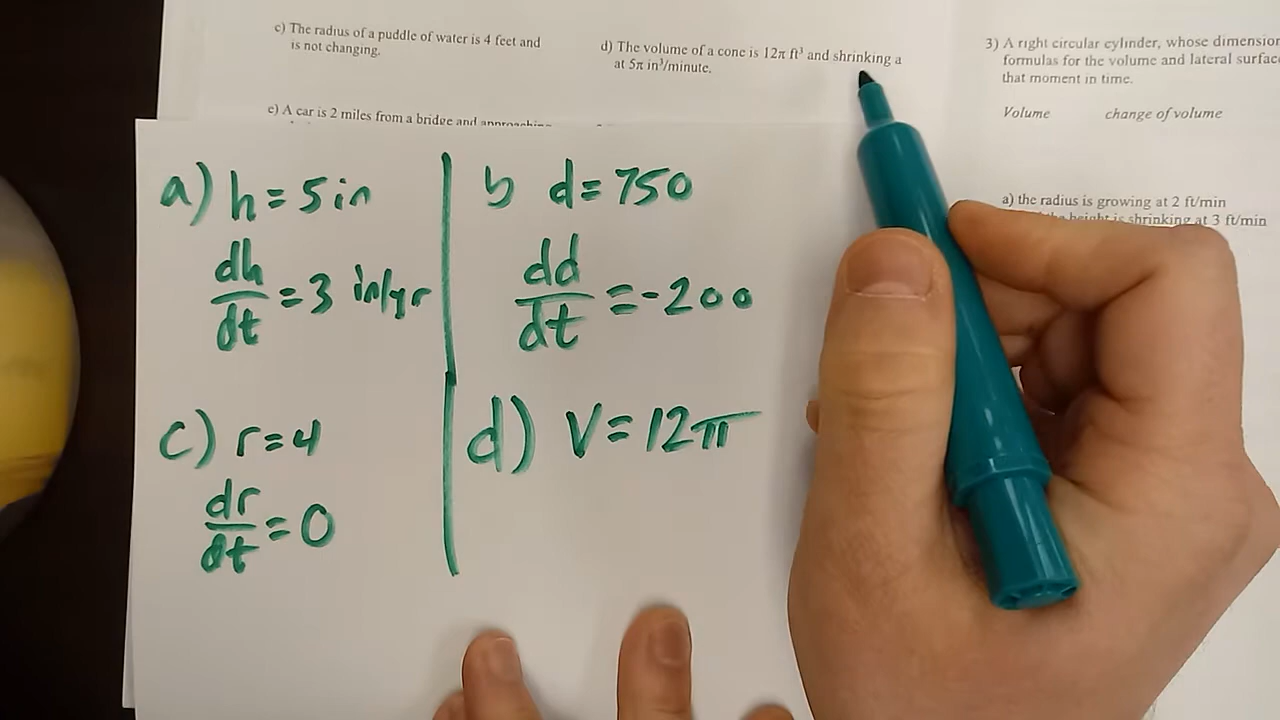 c) The radius of a puddle of water is 4 feet and
is not changing.
d) The volume of a cone is 12π ft³ and shrinking a
at 5π in³/minute.
e) A car is 2 miles from a bridge and approaching
3) A right circular cylinder, whose dimension
formulas for the volume and lateral surface
that moment in time.
Volume change of volume
a) the radius is growing at 2 ft/min
the height is shrinking at 3 ft/min
a) h = 5 in
dh/dt = 3 in/yr
b d = 750
dd/dt = -200
c) r = 4
dr/dt = 0
d) V = 12π